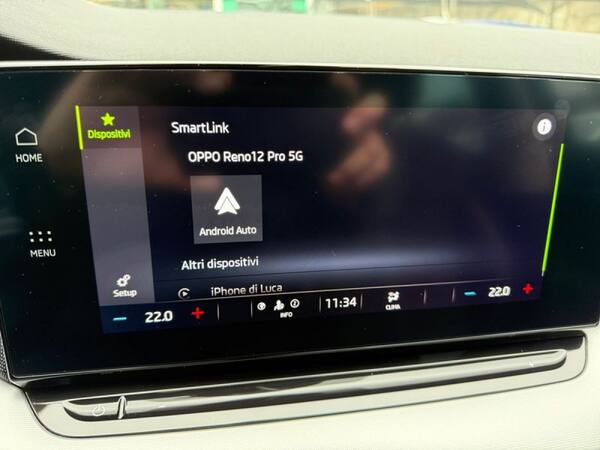 Dispositivi
SmartLink
OPPO Reno12 Pro 5G
HOME
Android Auto
MENU
Altri dispositivi
Setup
iPhone di Luca
22.0
INFO
11:34
CLIMA
22.0